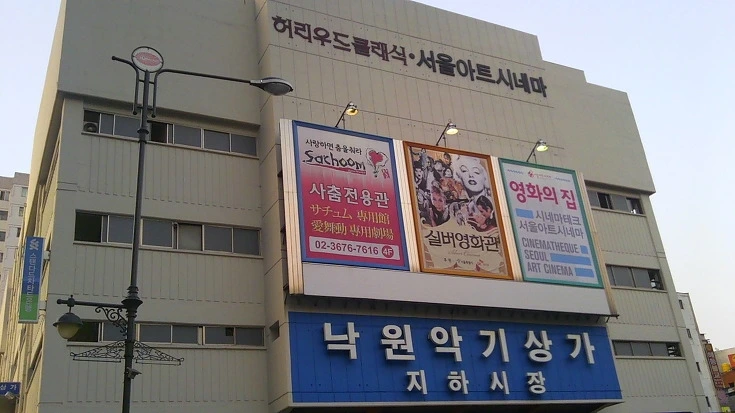 허리우드클래식·서울아트시네마
사랑하면 춤을춰라
Sachoom
사춤전용관
サチュム 専用館
愛舞動 専用劇場
02-3676-7616 4F
실버영화관
영화의 집
시네마테크
서울아트시네마
CINEMATHEQUE
SEOUL
ART CINEMA
낙원악기상가
지하시장